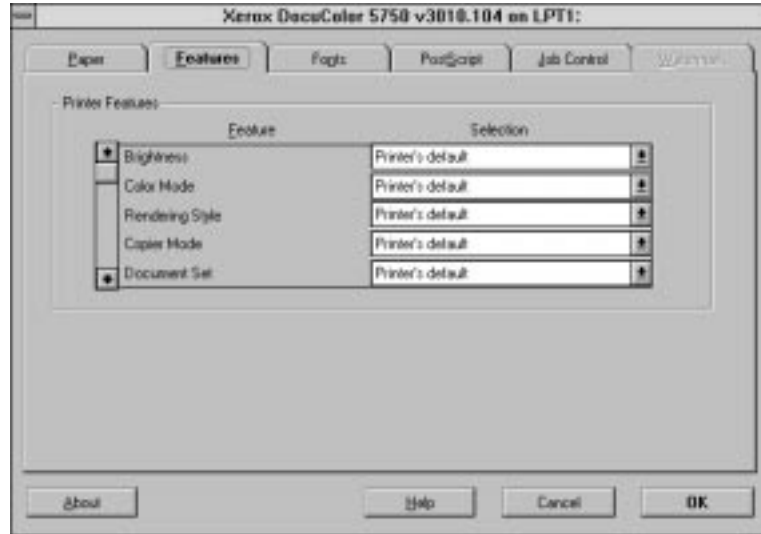 Xerox DocuColor 5750 v3010.104 on LPT1:
Paper Features Fonts PostScript Job Control Watermark
Printer Features
Feature Selection
Brightness Printer's default
Color Mode Printer's default
Rendering Style Printer's default
Copier Mode Printer's default
Document Set Printer's default
About Help Cancel OK